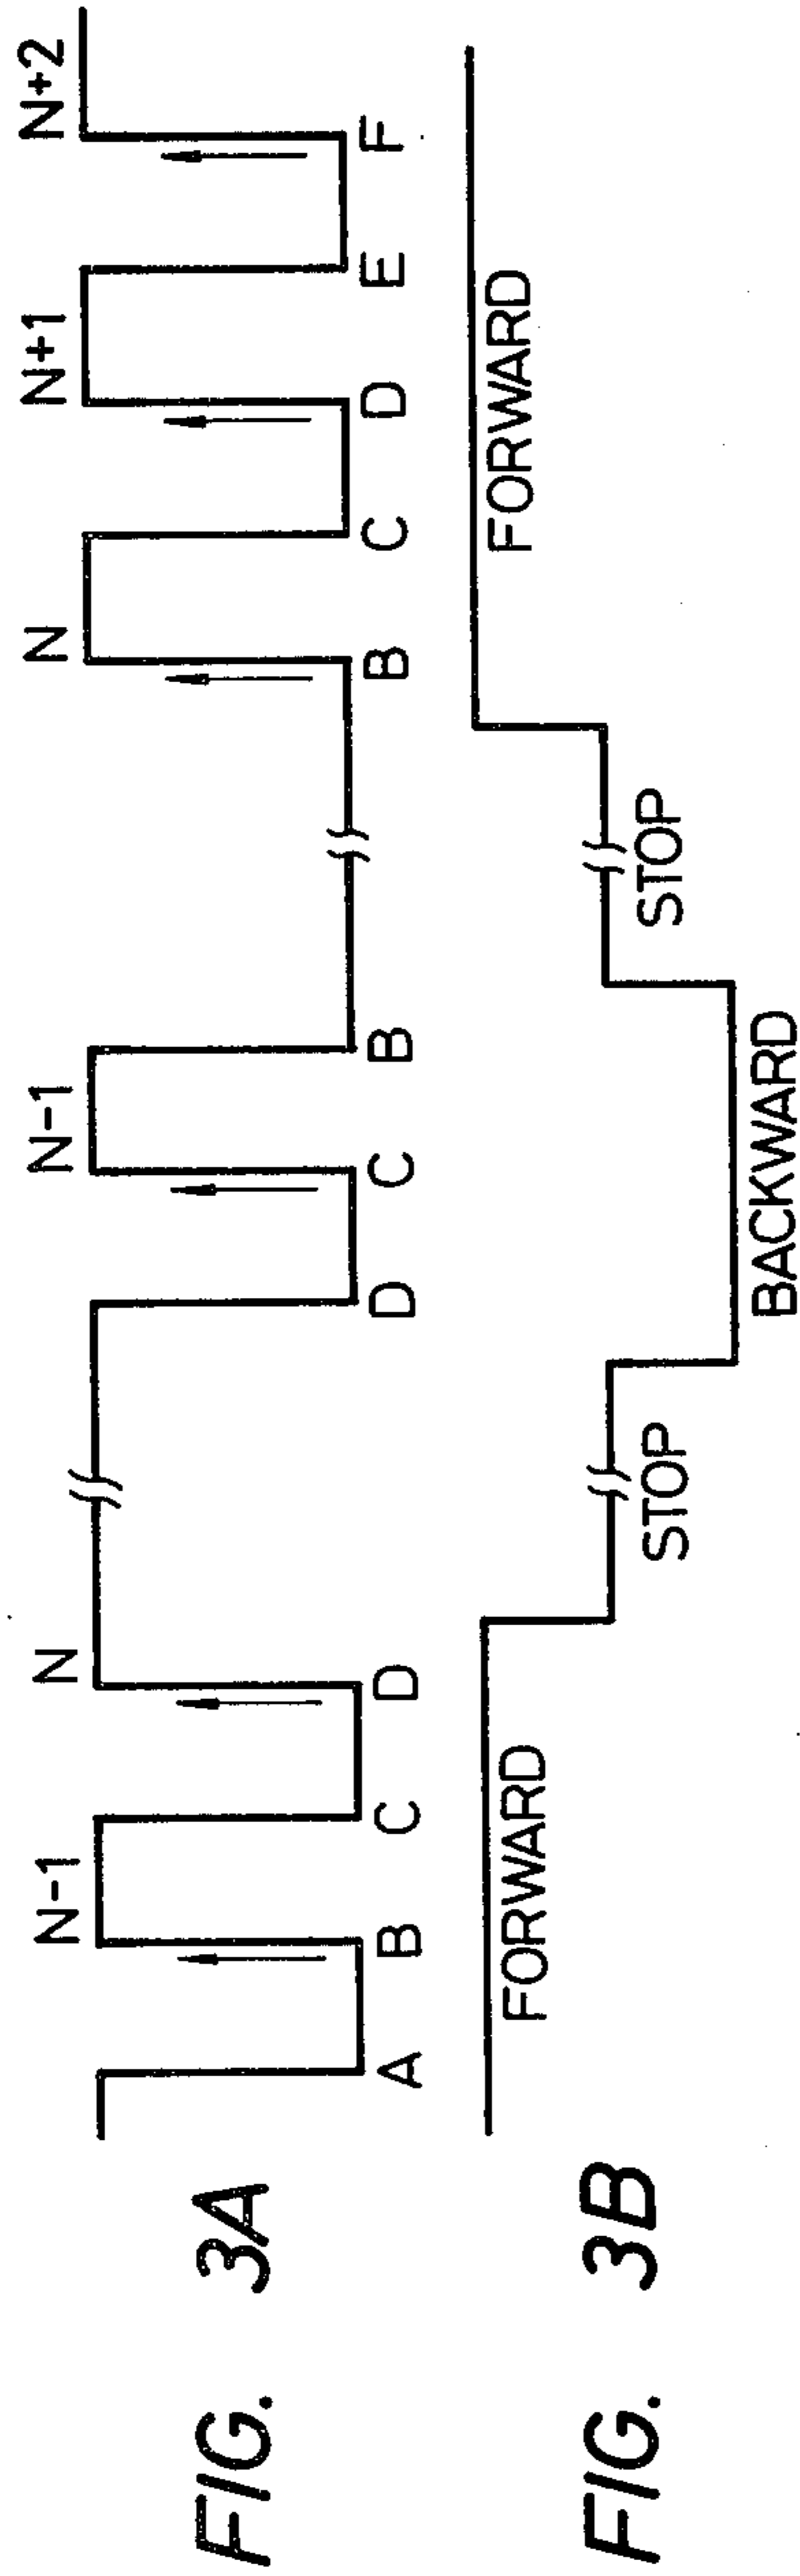 FIG. 3A
N-1 N N-1 N N+1 N+2
A B C D D C B B C D E F
FIG. 3B
FORWARD STOP BACKWARD STOP FORWARD